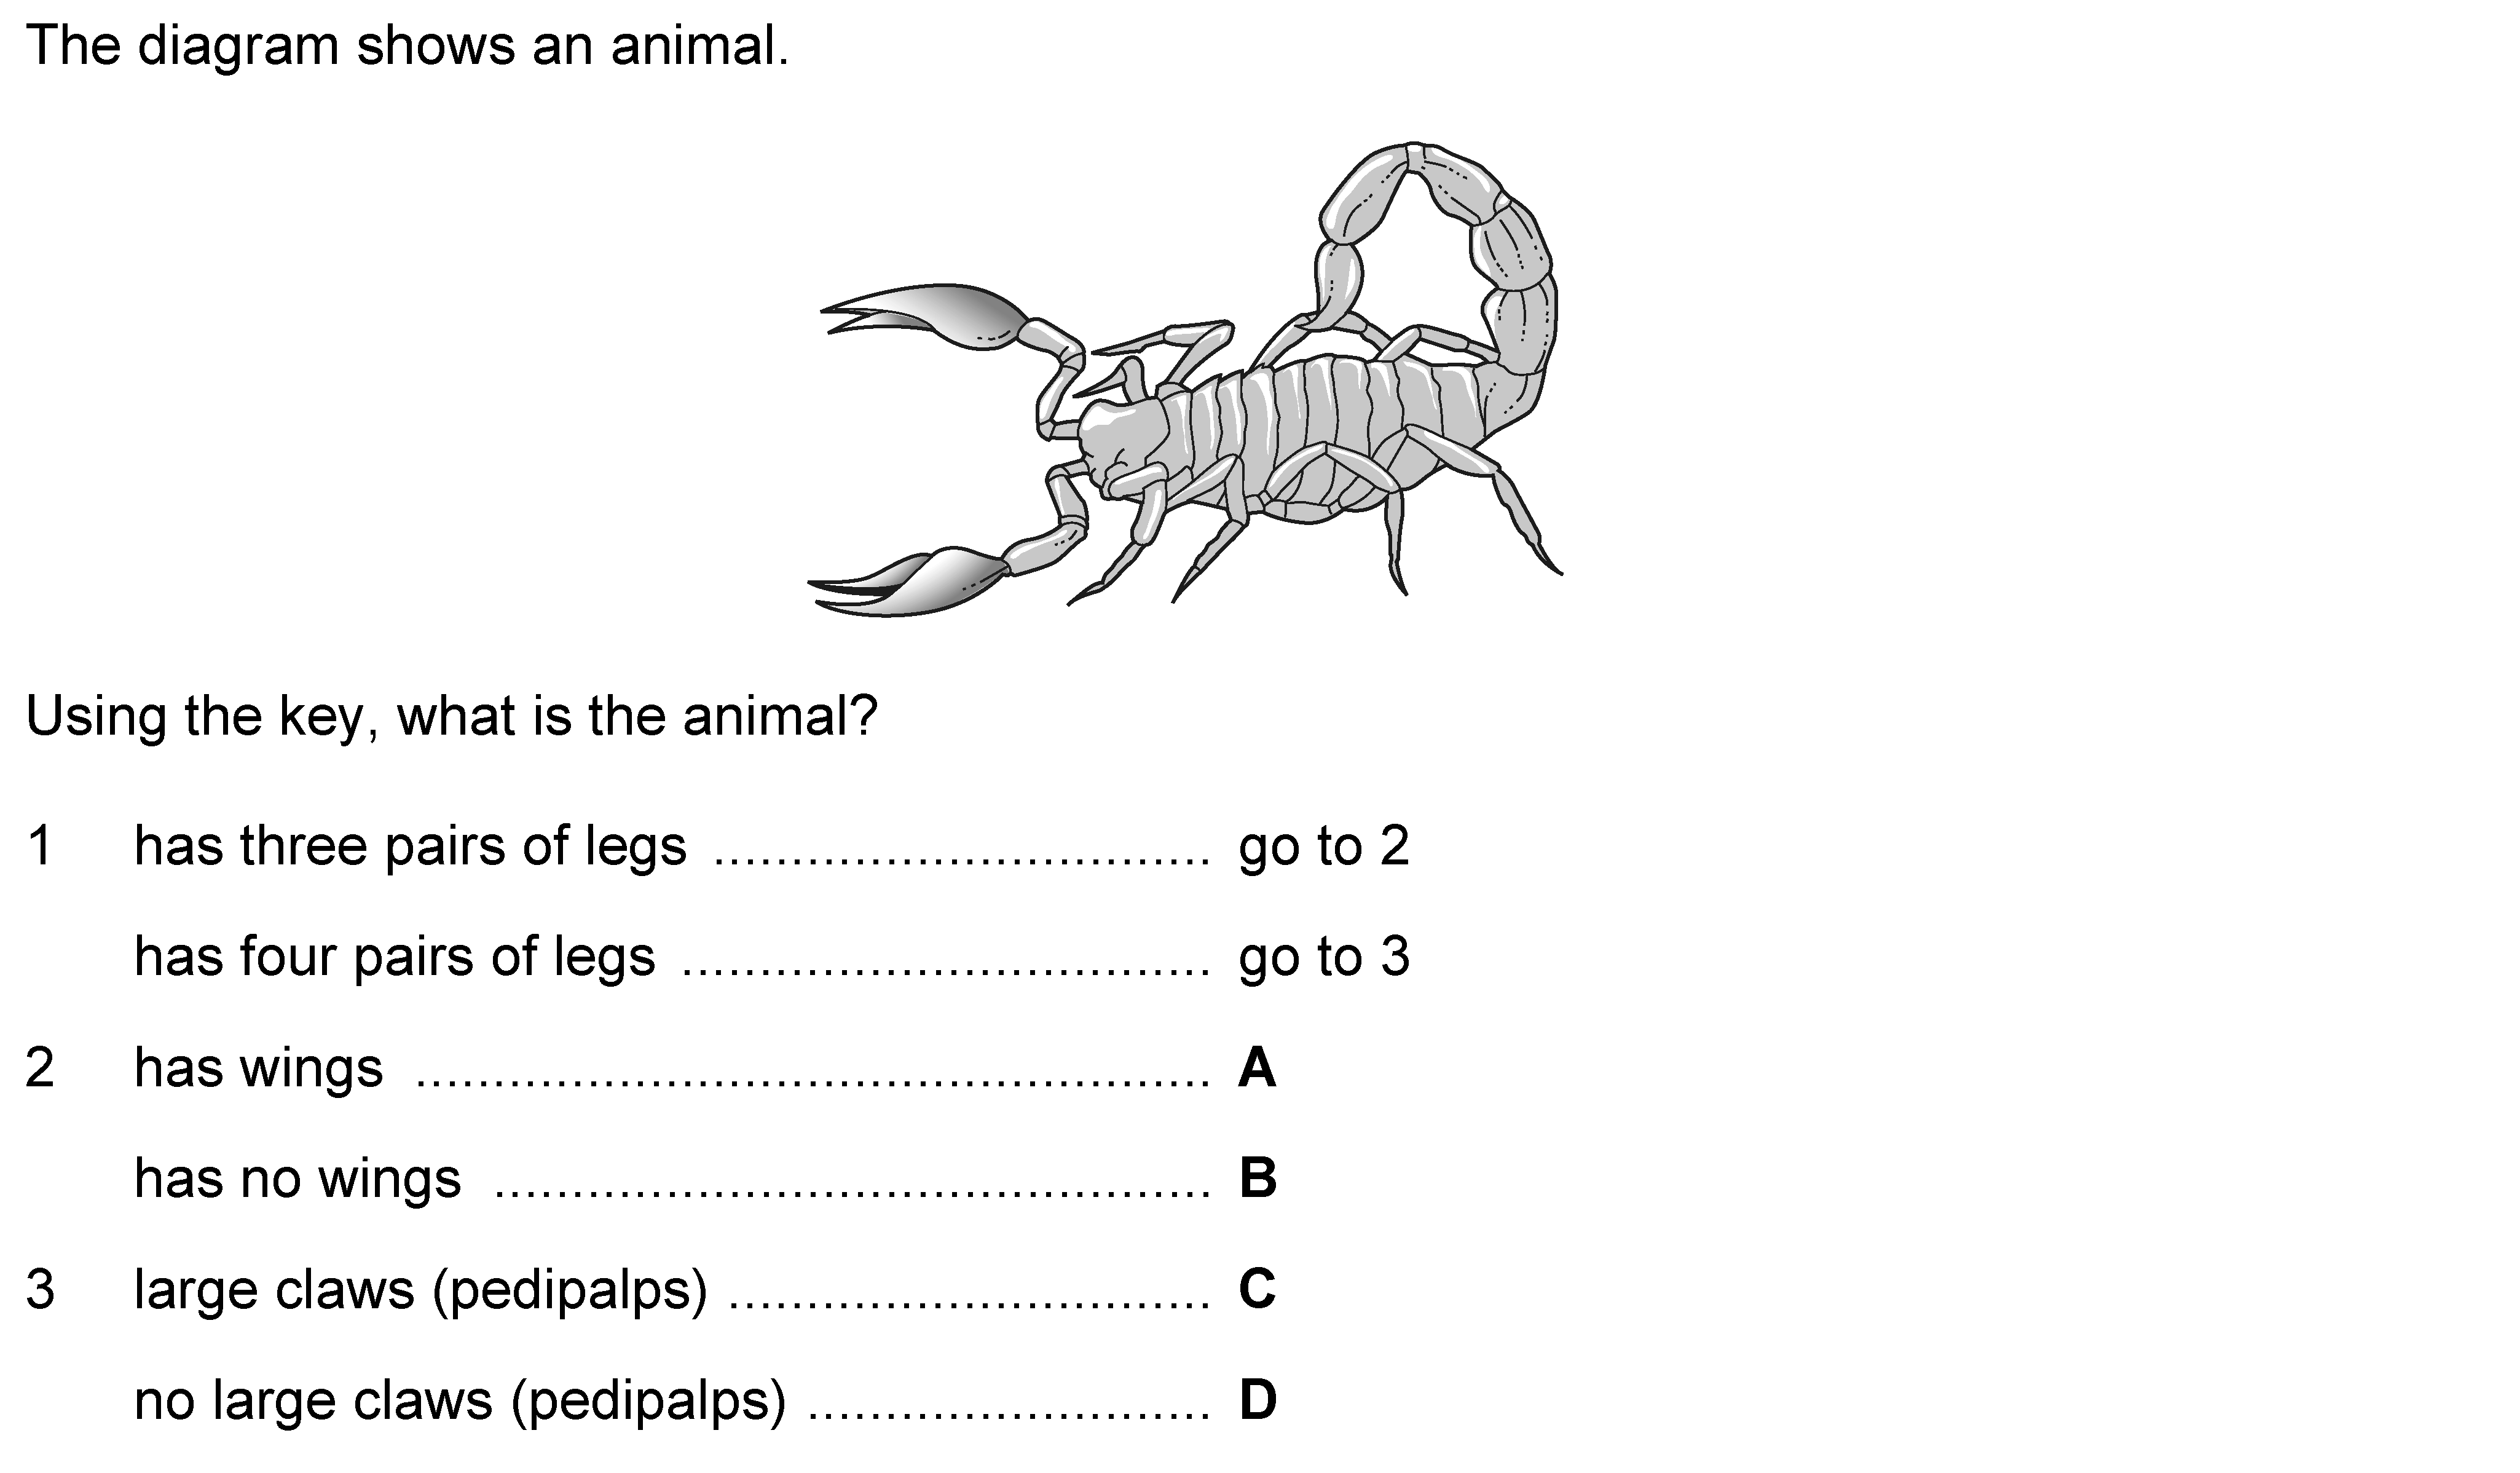 The diagram shows an animal.
Using the key, what is the animal?
1 has three pairs of legs ................................ go to 2
has four pairs of legs .................................. go to 3
2 has wings ................................................... A
has no wings .............................................. B
3 large claws (pedipalps) ............................... C
no large claws (pedipalps) .......................... D